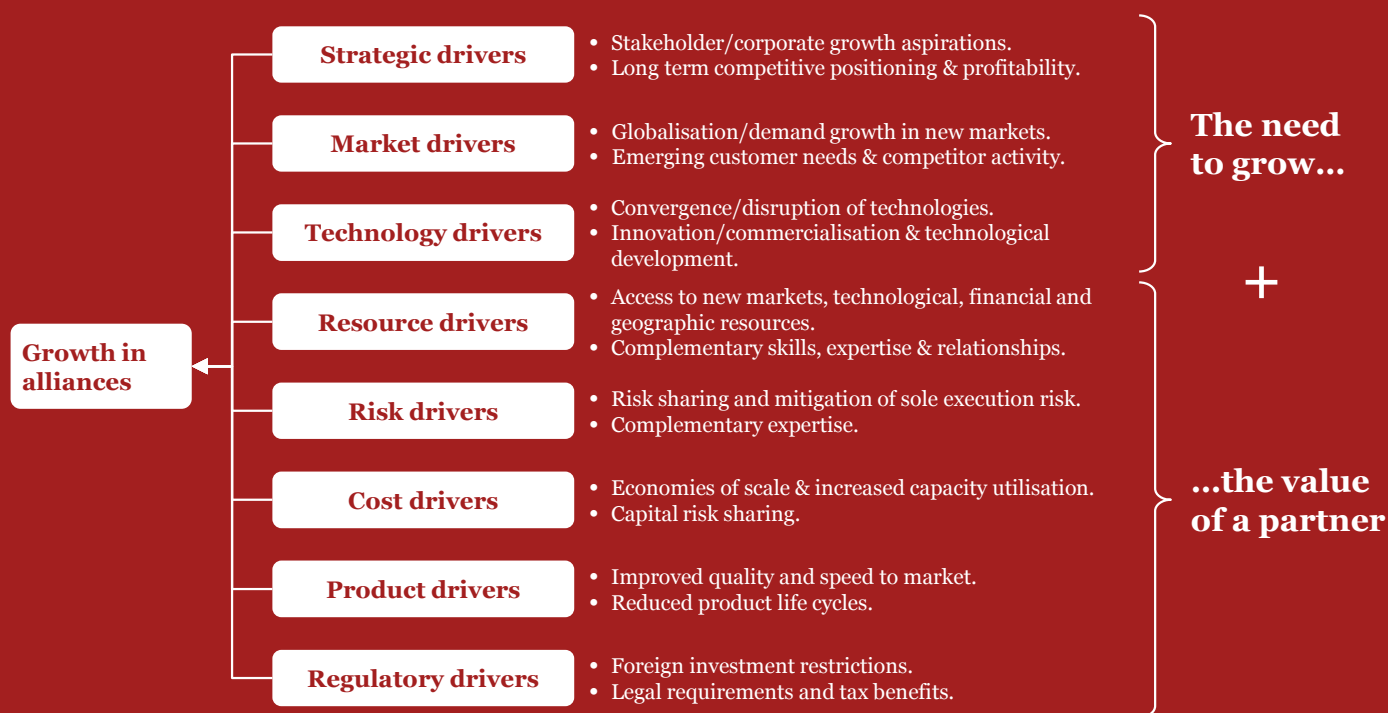 Growth in
alliances
Strategic drivers
• Stakeholder/corporate growth aspirations.
• Long term competitive positioning & profitability.
Market drivers
• Globalisation/demand growth in new markets.
• Emerging customer needs & competitor activity.
Technology drivers
• Convergence/disruption of technologies.
• Innovation/commercialisation & technological
development.
Resource drivers
• Access to new markets, technological, financial and
geographic resources.
• Complementary skills, expertise & relationships.
Risk drivers
• Risk sharing and mitigation of sole execution risk.
• Complementary expertise.
Cost drivers
• Economies of scale & increased capacity utilisation.
• Capital risk sharing.
Product drivers
• Improved quality and speed to market.
• Reduced product life cycles.
Regulatory drivers
• Foreign investment restrictions.
• Legal requirements and tax benefits.
The need
to grow...
+
...the value
of a partner